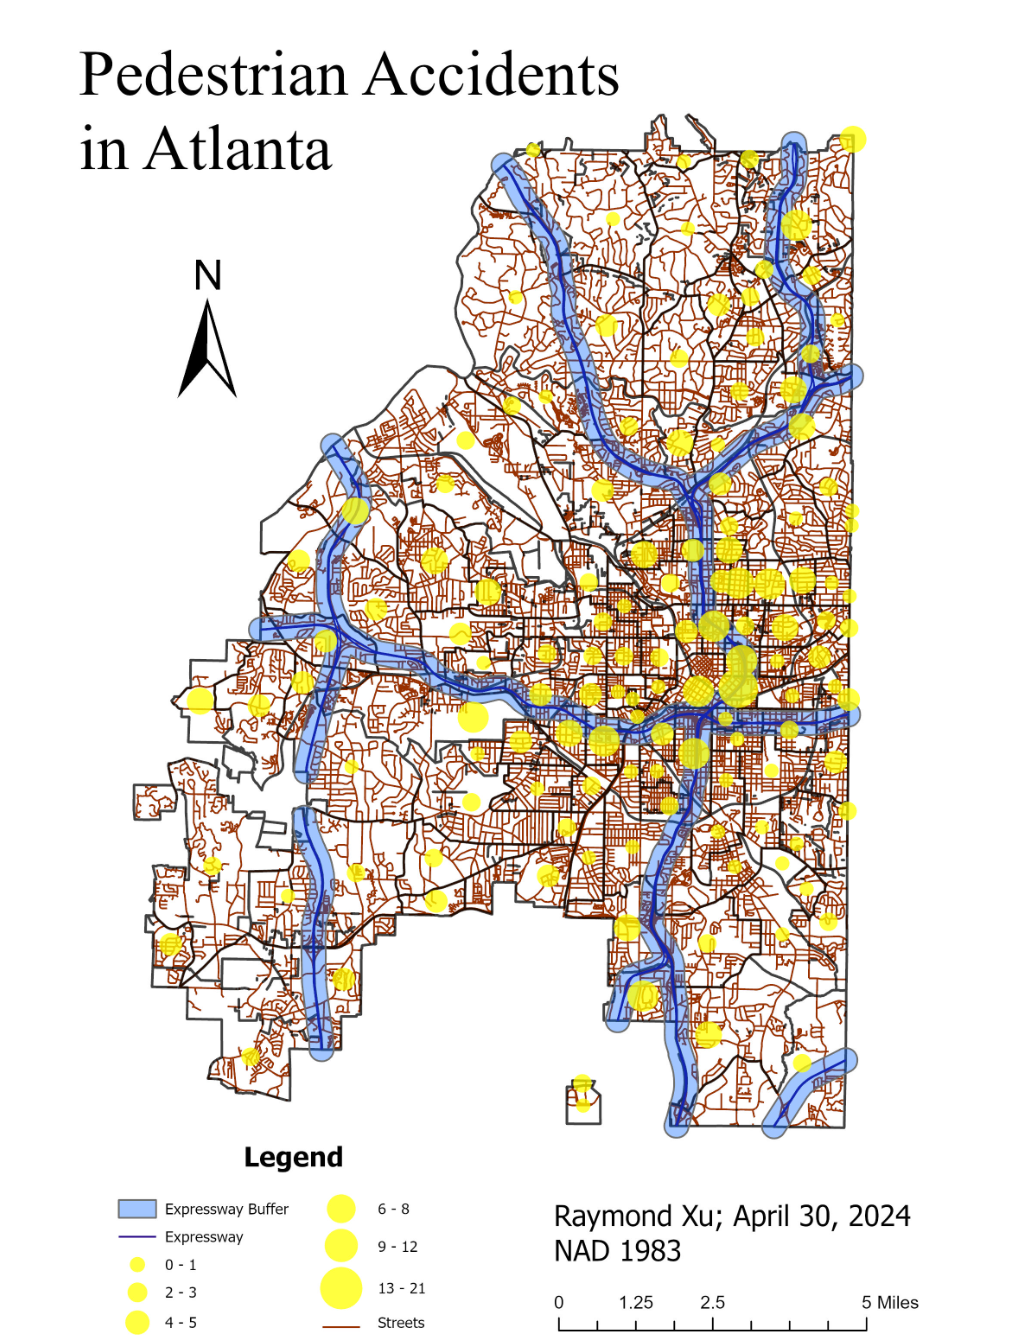 Pedestrian Accidents
in Atlanta
N
Legend
Expressway Buffer
Expressway
0 - 1
2 - 3
4 - 5
6 - 8
9 - 12
13 - 21
Streets
Raymond Xu; April 30, 2024
NAD 1983
0 1.25 2.5 5 Miles